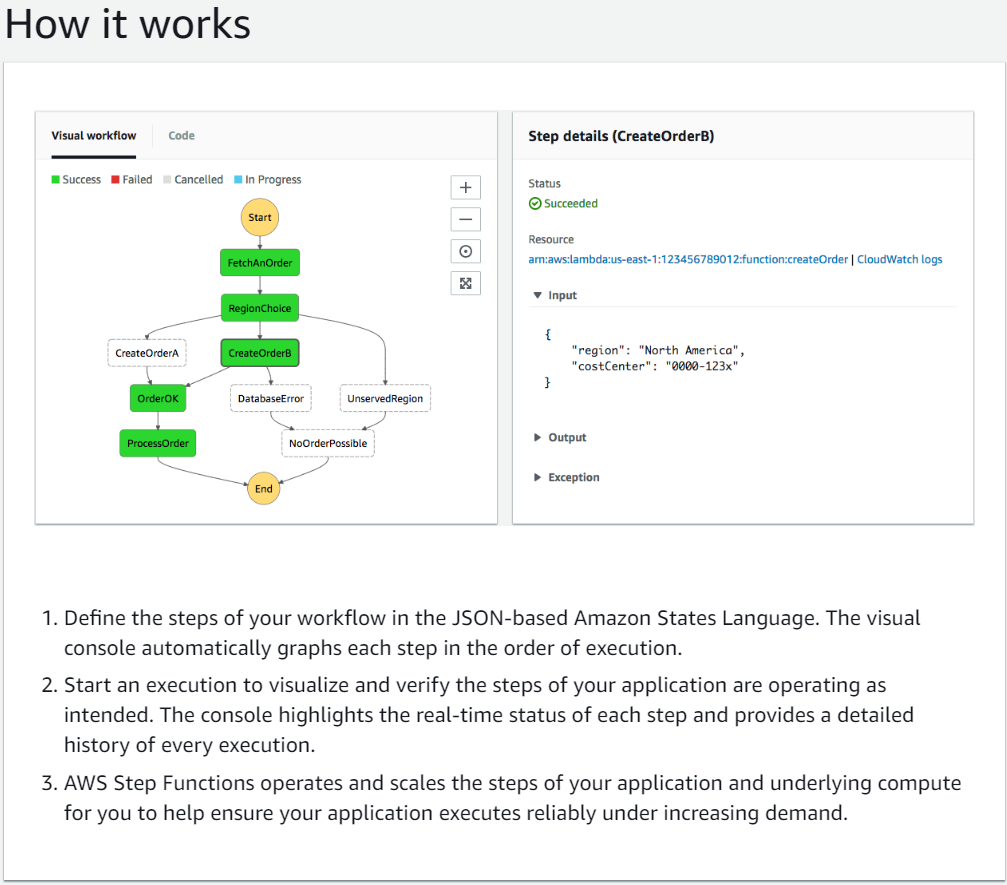 How it works
Visual workflow
Code
Success
Failed
Cancelled
In Progress
Start
FetchAnOrder
RegionChoice
CreateOrderA
CreateOrderB
OrderOK
DatabaseError
UnservedRegion
ProcessOrder
NoOrderPossible
End
Step details (CreateOrderB)
Status
Succeeded
Resource
arn:aws:lambda:us-east-1:123456789012:function:createOrder | CloudWatch logs
Input
{
"region": "North America",
"costCenter": "0000-123x"
}
Output
Exception
1. Define the steps of your workflow in the JSON-based Amazon States Language. The visual
console automatically graphs each step in the order of execution.
2. Start an execution to visualize and verify the steps of your application are operating as
intended. The console highlights the real-time status of each step and provides a detailed
history of every execution.
3. AWS Step Functions operates and scales the steps of your application and underlying compute
for you to help ensure your application executes reliably under increasing demand.